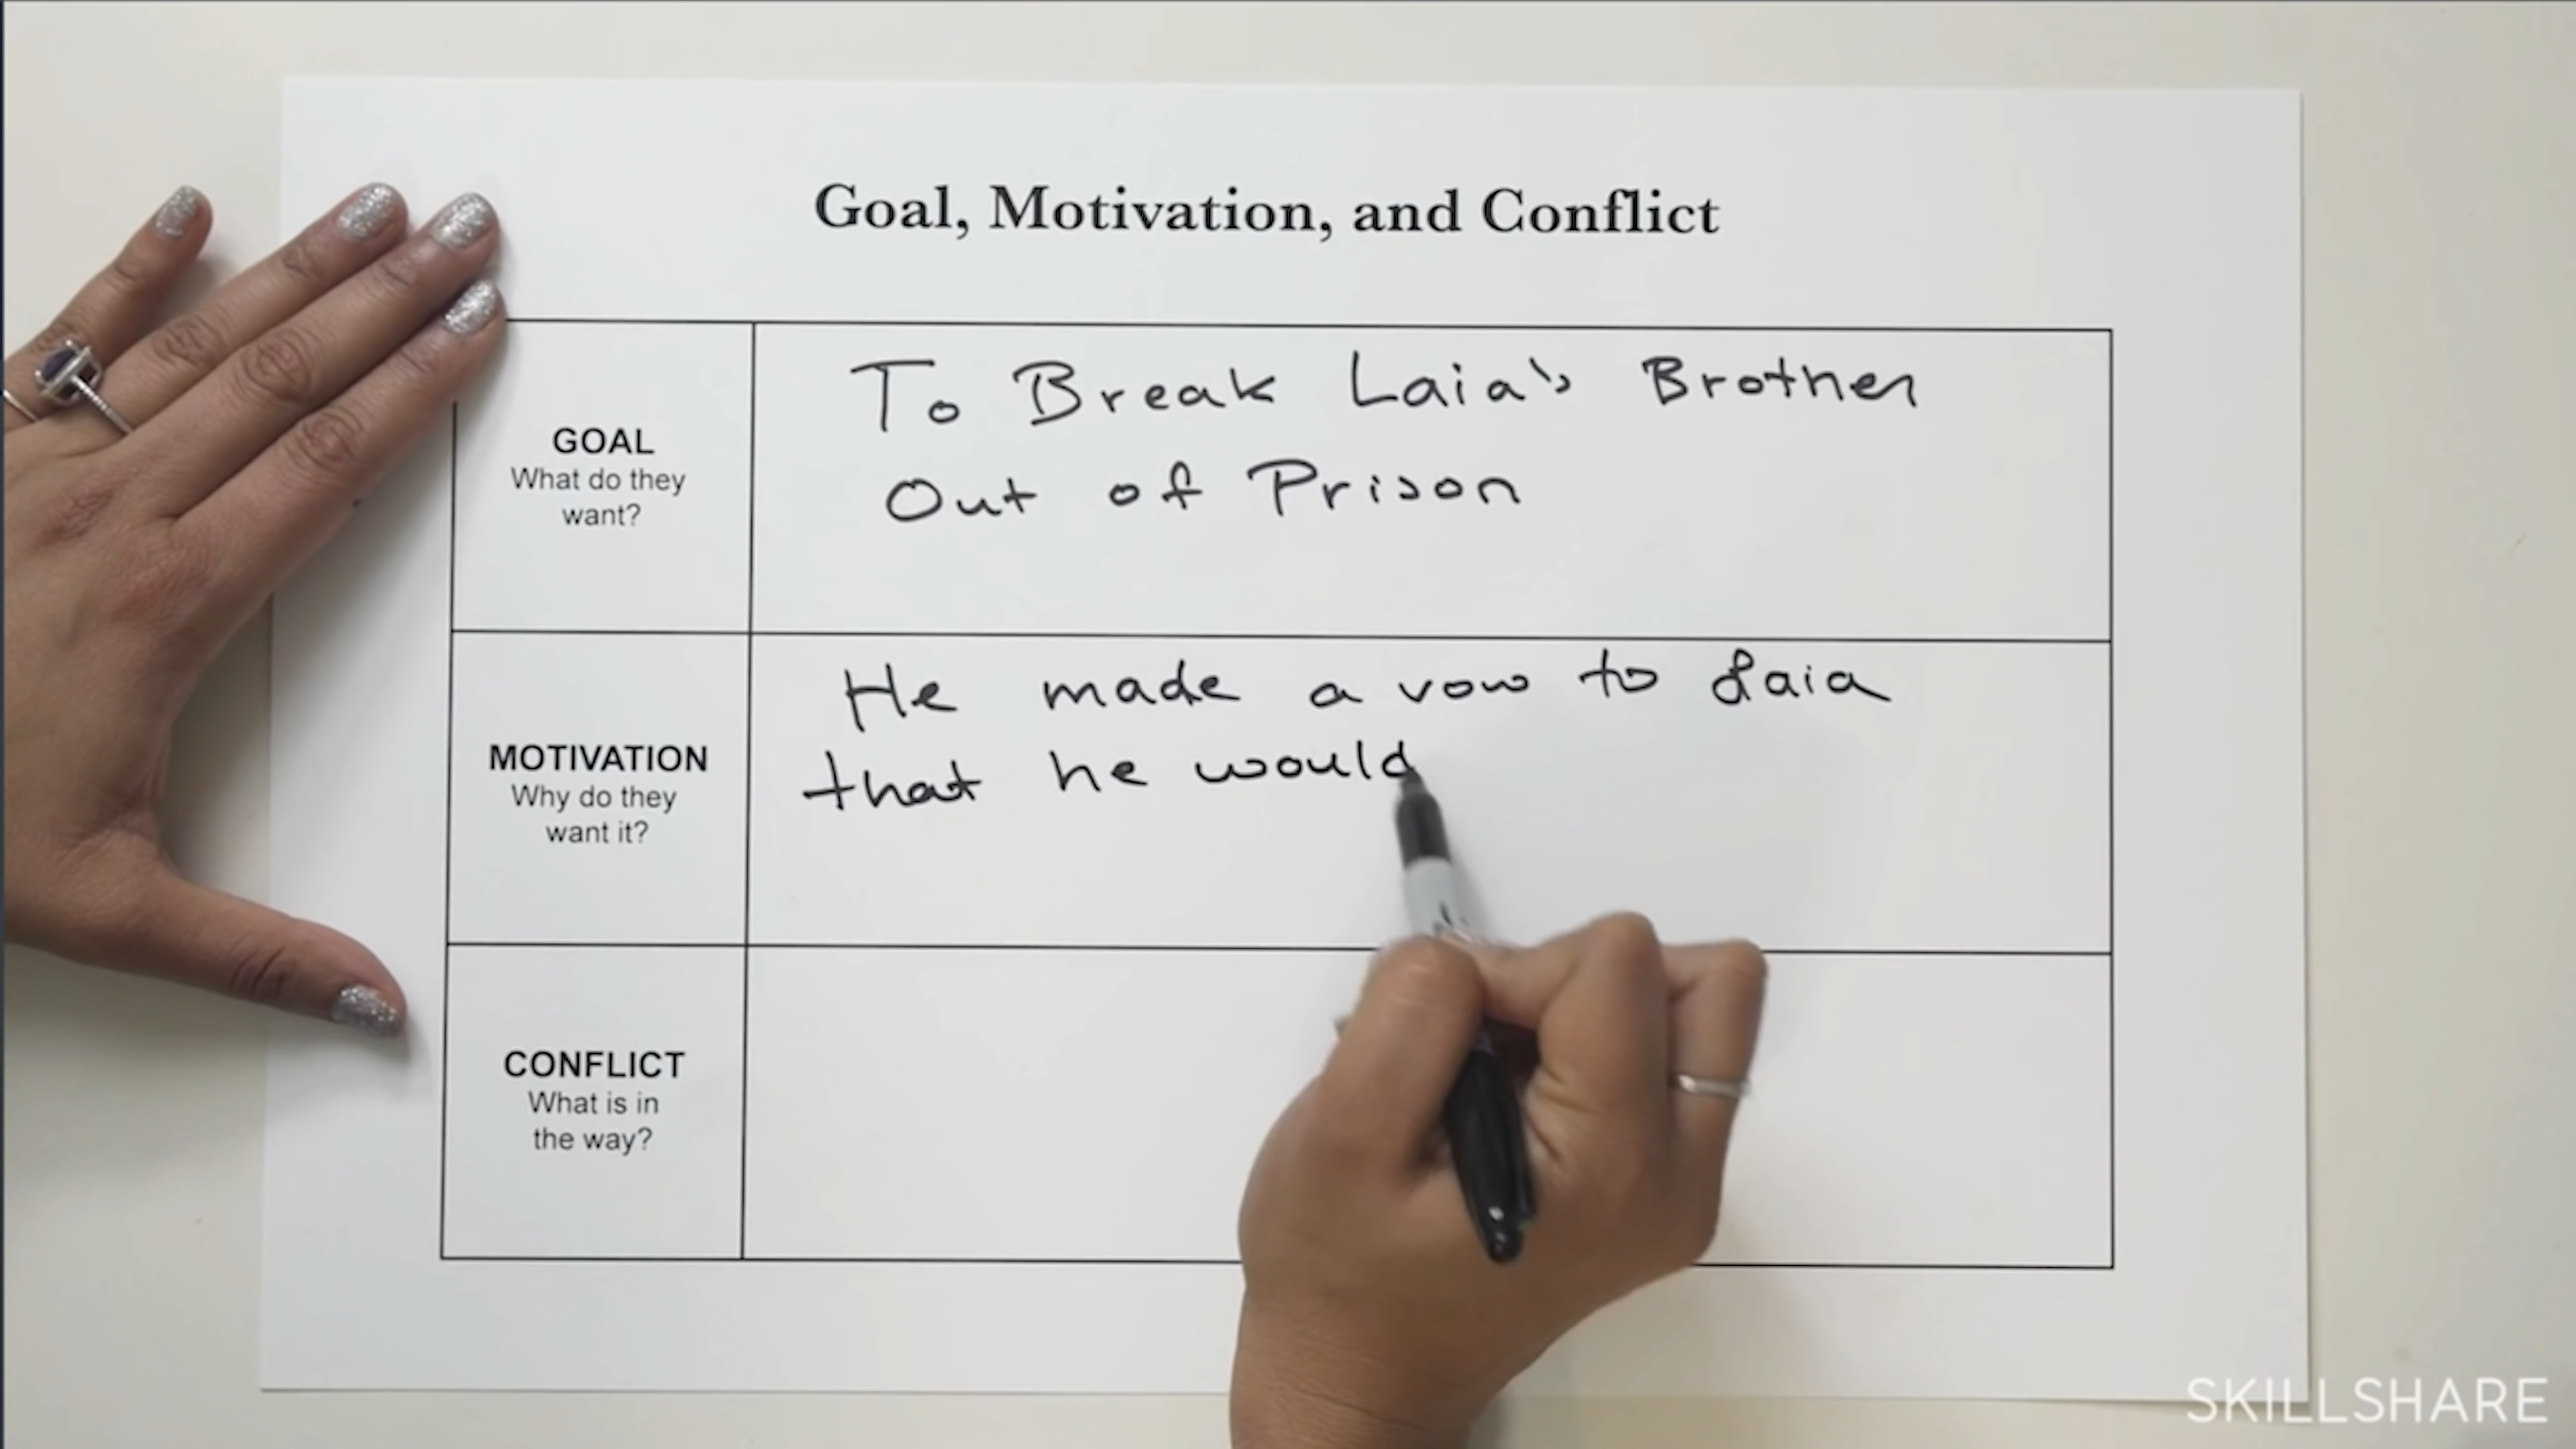 Goal, Motivation, and Conflict
GOAL
What do they
want?
To Break Laia's Brother
Out of Prison
MOTIVATION
Why do they
want it?
He made a vow to Laia
that he would
CONFLICT
What is in
the way?
SKILLSHARE